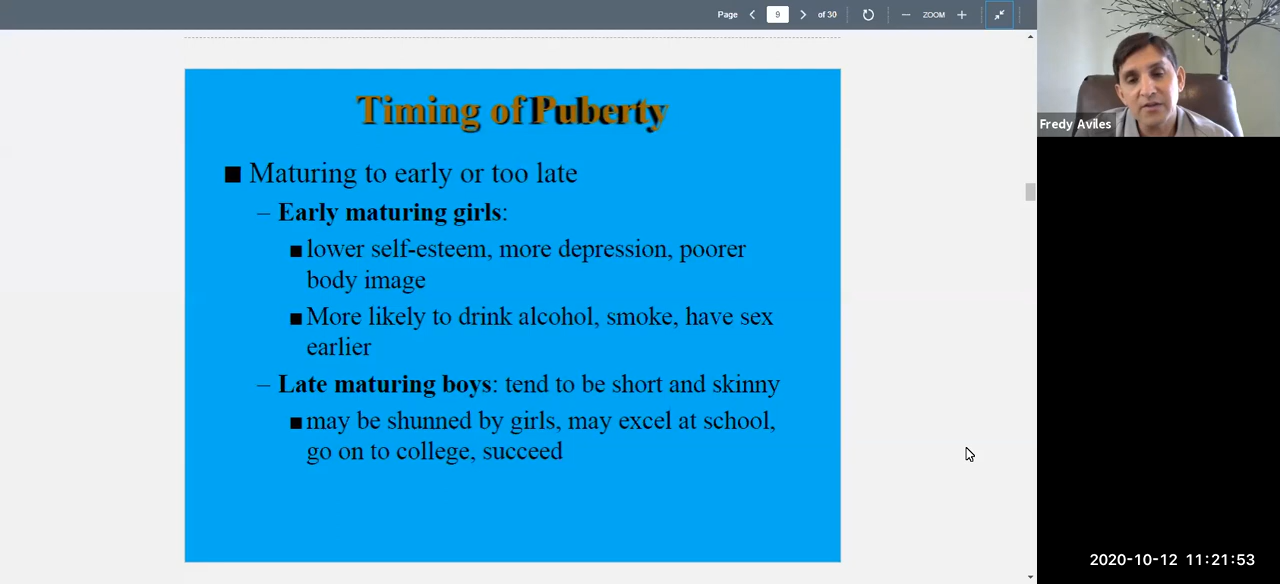 Page 9 of 30 ZOOM
Timing of Puberty
Maturing to early or too late
– Early maturing girls:
lower self-esteem, more depression, poorer
body image
More likely to drink alcohol, smoke, have sex
earlier
– Late maturing boys: tend to be short and skinny
may be shunned by girls, may excel at school,
go on to college, succeed
Fredy Aviles
2020-10-12 11:21:53